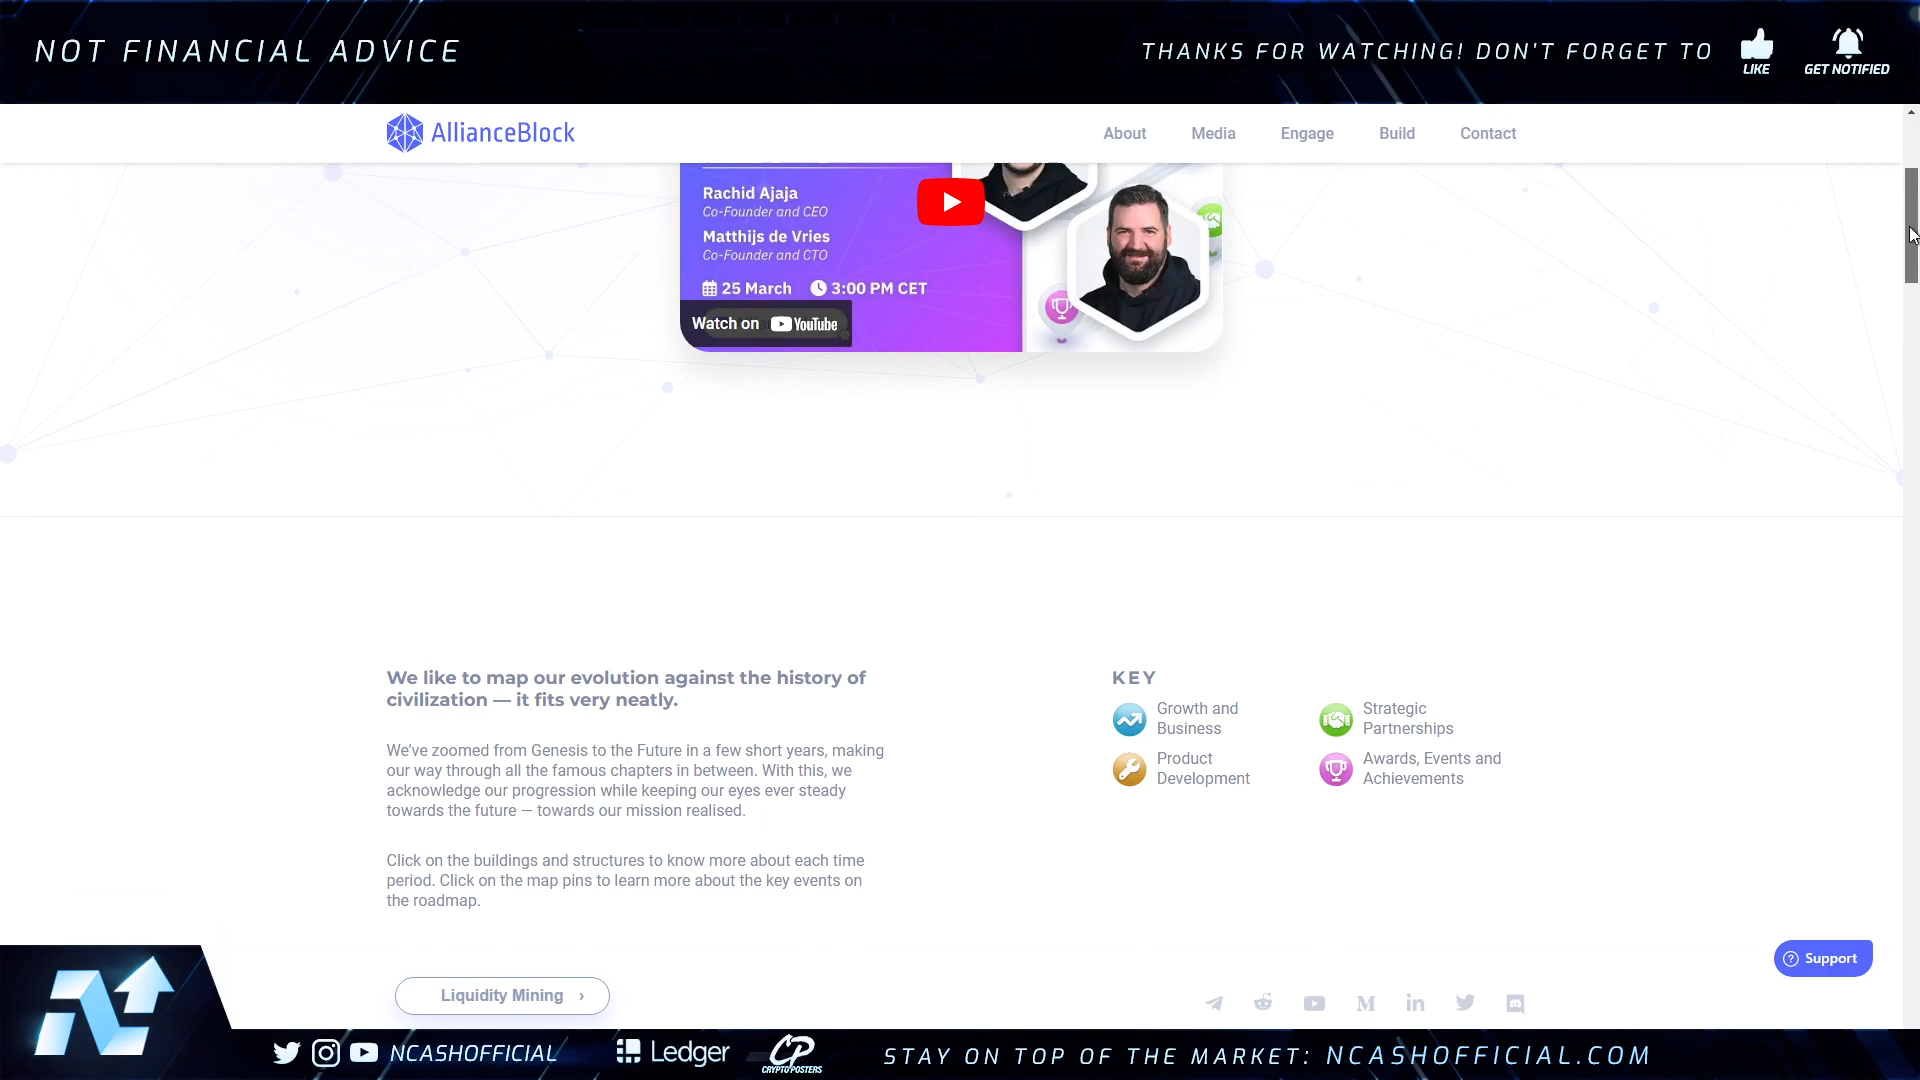 NOT FINANCIAL ADVICE
THANKS FOR WATCHING! DON'T FORGET TO
LIKE
GET NOTIFIED
AllianceBlock
About
Media
Engage
Build
Contact
Rachid Ajaja
Co-Founder and CEO
Matthijs de Vries
Co-Founder and CTO
25 March
3:00 PM CET
Watch on YouTube
We like to map our evolution against the history of
civilization — it fits very neatly.
We've zoomed from Genesis to the Future in a few short years, making
our way through all the famous chapters in between. With this, we
acknowledge our progression while keeping our eyes ever steady
towards the future — towards our mission realised.
Click on the buildings and structures to know more about each time
period. Click on the map pins to learn more about the key events on
the roadmap.
KEY
Growth and
Business
Strategic
Partnerships
Product
Development
Awards, Events and
Achievements
Liquidity Mining ›
Support
NCASHOFFICIAL
Ledger
CP
CRYPTO POSTERS
STAY ON TOP OF THE MARKET: NCASHOFFICIAL.COM